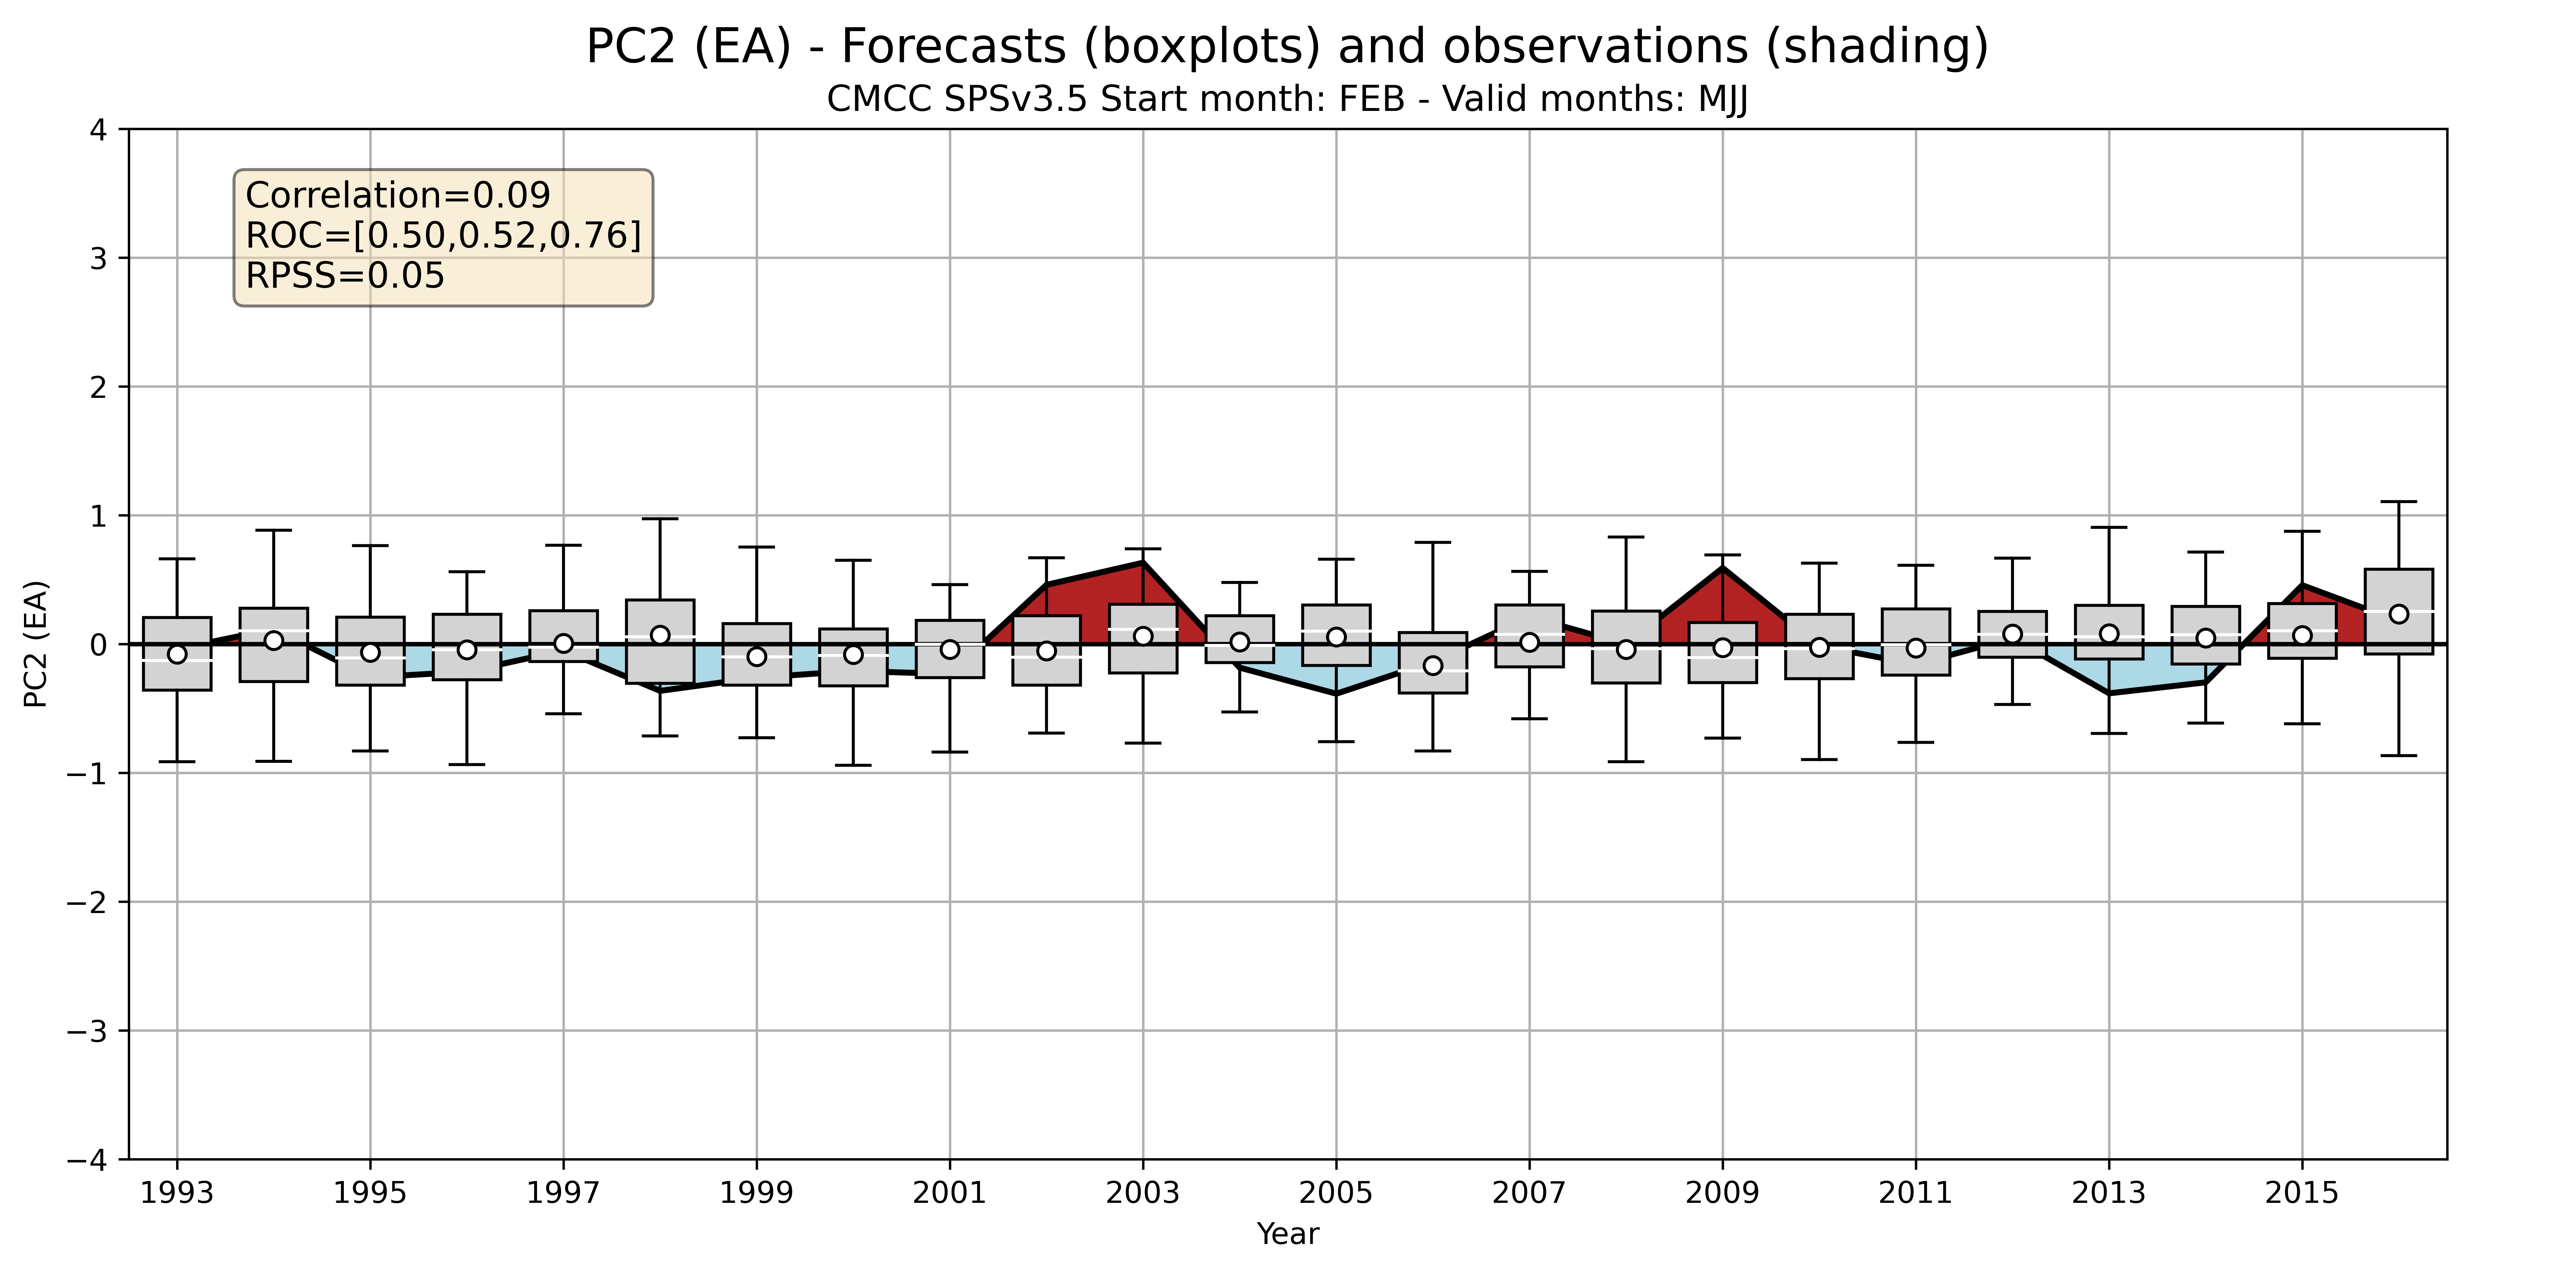 PC2 (EA) - Forecasts (boxplots) and observations (shading)
CMCC SPSv3.5 Start month: FEB - Valid months: MJJ
Correlation=0.09
ROC=[0.50,0.52,0.76]
RPSS=0.05
PC2 (EA)
4
3
2
1
0
−1
−2
−3
−4
1993 1995 1997 1999 2001 2003 2005 2007 2009 2011 2013 2015
Year